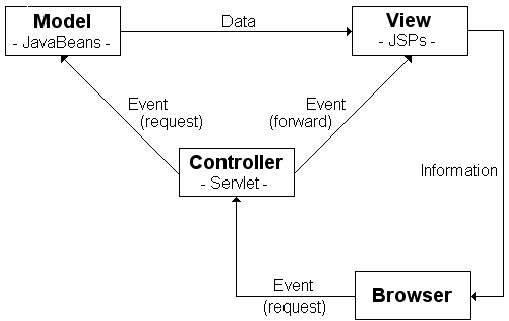 Model
- JavaBeans -
Data
View
- JSPs -
Event
(request)
Event
(forward)
Controller
- Servlet -
Information
Event
(request)
Browser